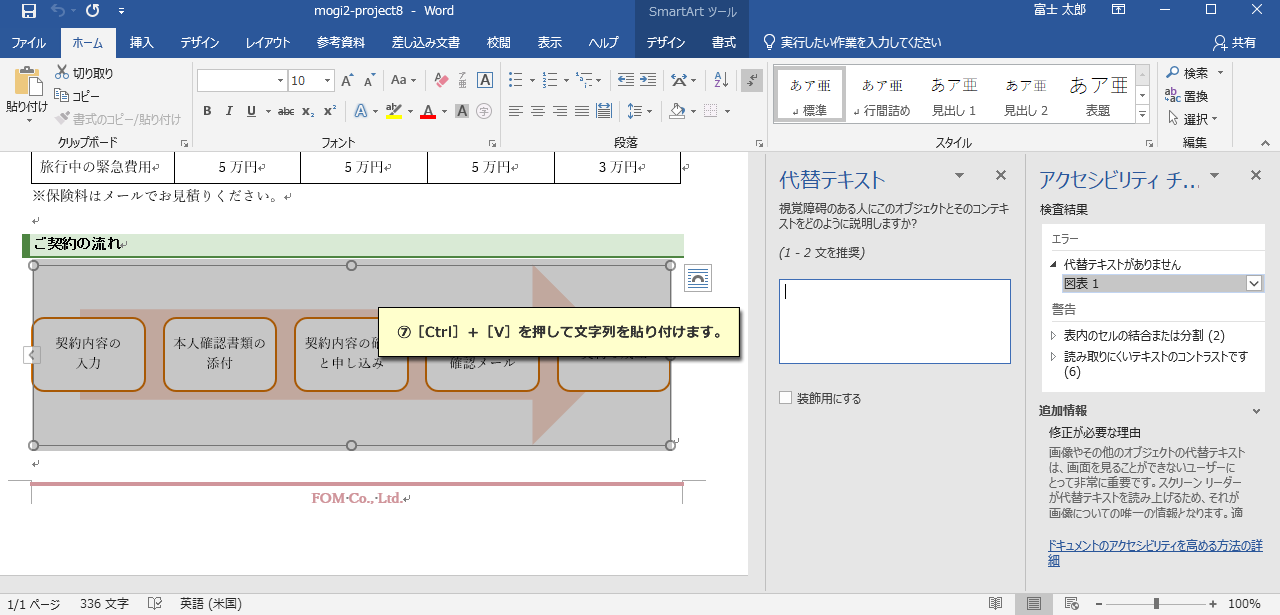 mogi2-project8 - Word
SmartArt ツール
富士 太郎
ファイル ホーム 挿入 デザイン レイアウト 参考資料 差し込み文書 校閲 表示 ヘルプ デザイン 書式 実行したい作業を入力してください 共有
貼り付け
切り取り
コピー
書式のコピー/貼り付け
クリップボード
10
Aa
B I U abc x₂ x²
フォント
段落
あア亜 標準
あア亜 行間詰め
あア亜 見出し 1
あア亜 見出し 2
あア亜 表題
スタイル
検索
置換
選択
編集
旅行中の緊急費用 5 万円 5 万円 5 万円 3 万円
※保険料はメールでお見積りください。
ご契約の流れ
契約内容の
入力
本人確認書類の
添付
契約内容の確
と申し込み
確認メール
⑦［Ctrl］＋［V］を押して文字列を貼り付けます。
FOM·Co.,·Ltd.
代替テキスト
視覚障碍のある人にこのオブジェクトとそのコンテキ
ストをどのように説明しますか?
(1 - 2 文を推奨)
装飾用にする
アクセシビリティ チ...
検査結果
エラー
代替テキストがありません
図表 1
警告
表内のセルの結合または分割 (2)
読み取りにくいテキストのコントラストです
(6)
追加情報
修正が必要な理由
画像やその他のオブジェクトの代替テキスト
は、画面を見ることができないユーザーに
とって非常に重要です。スクリーン リーダー
が代替テキストを読み上げるため、それが
画像についての唯一の情報となります。適
ドキュメントのアクセシビリティを高める方法の詳
細
1/1 ページ 336 文字 英語 (米国) 100%